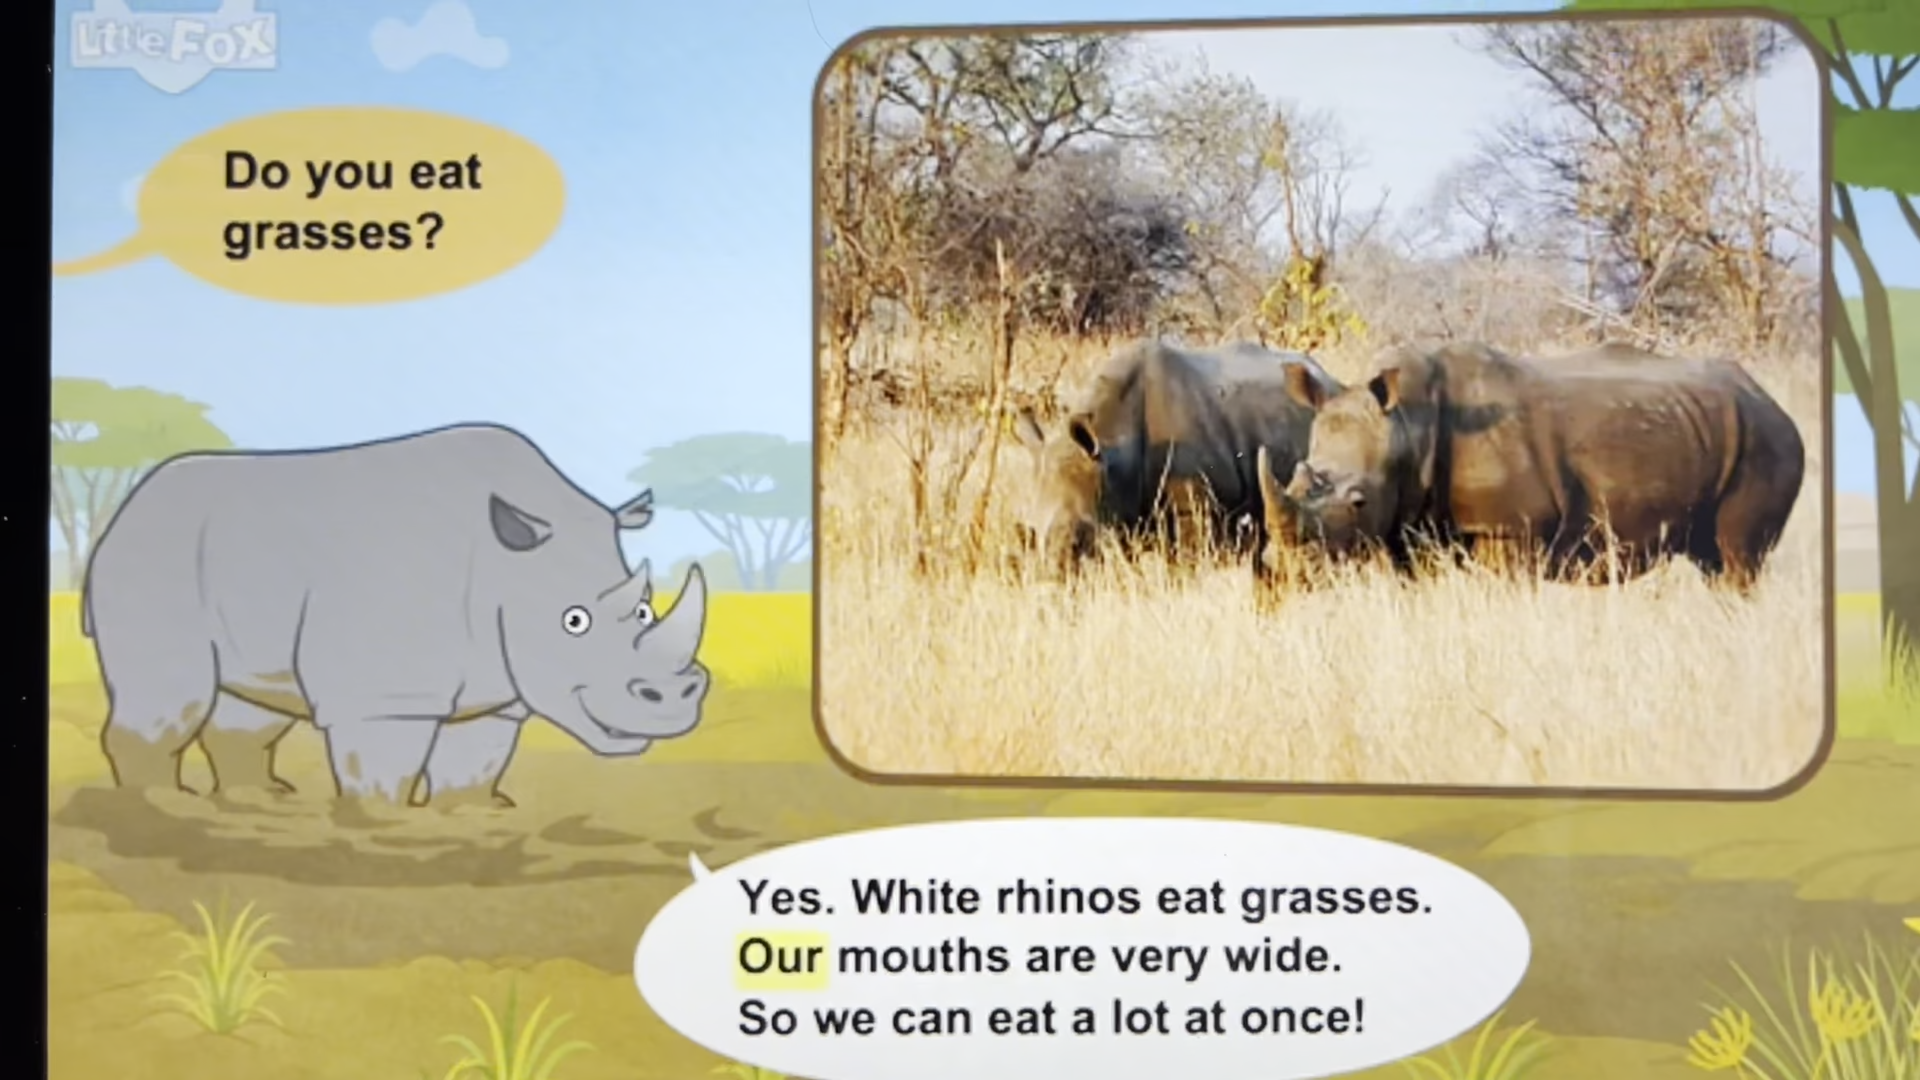 Little Fox
Do you eat
grasses?
Yes. White rhinos eat grasses.
Our mouths are very wide.
So we can eat a lot at once!